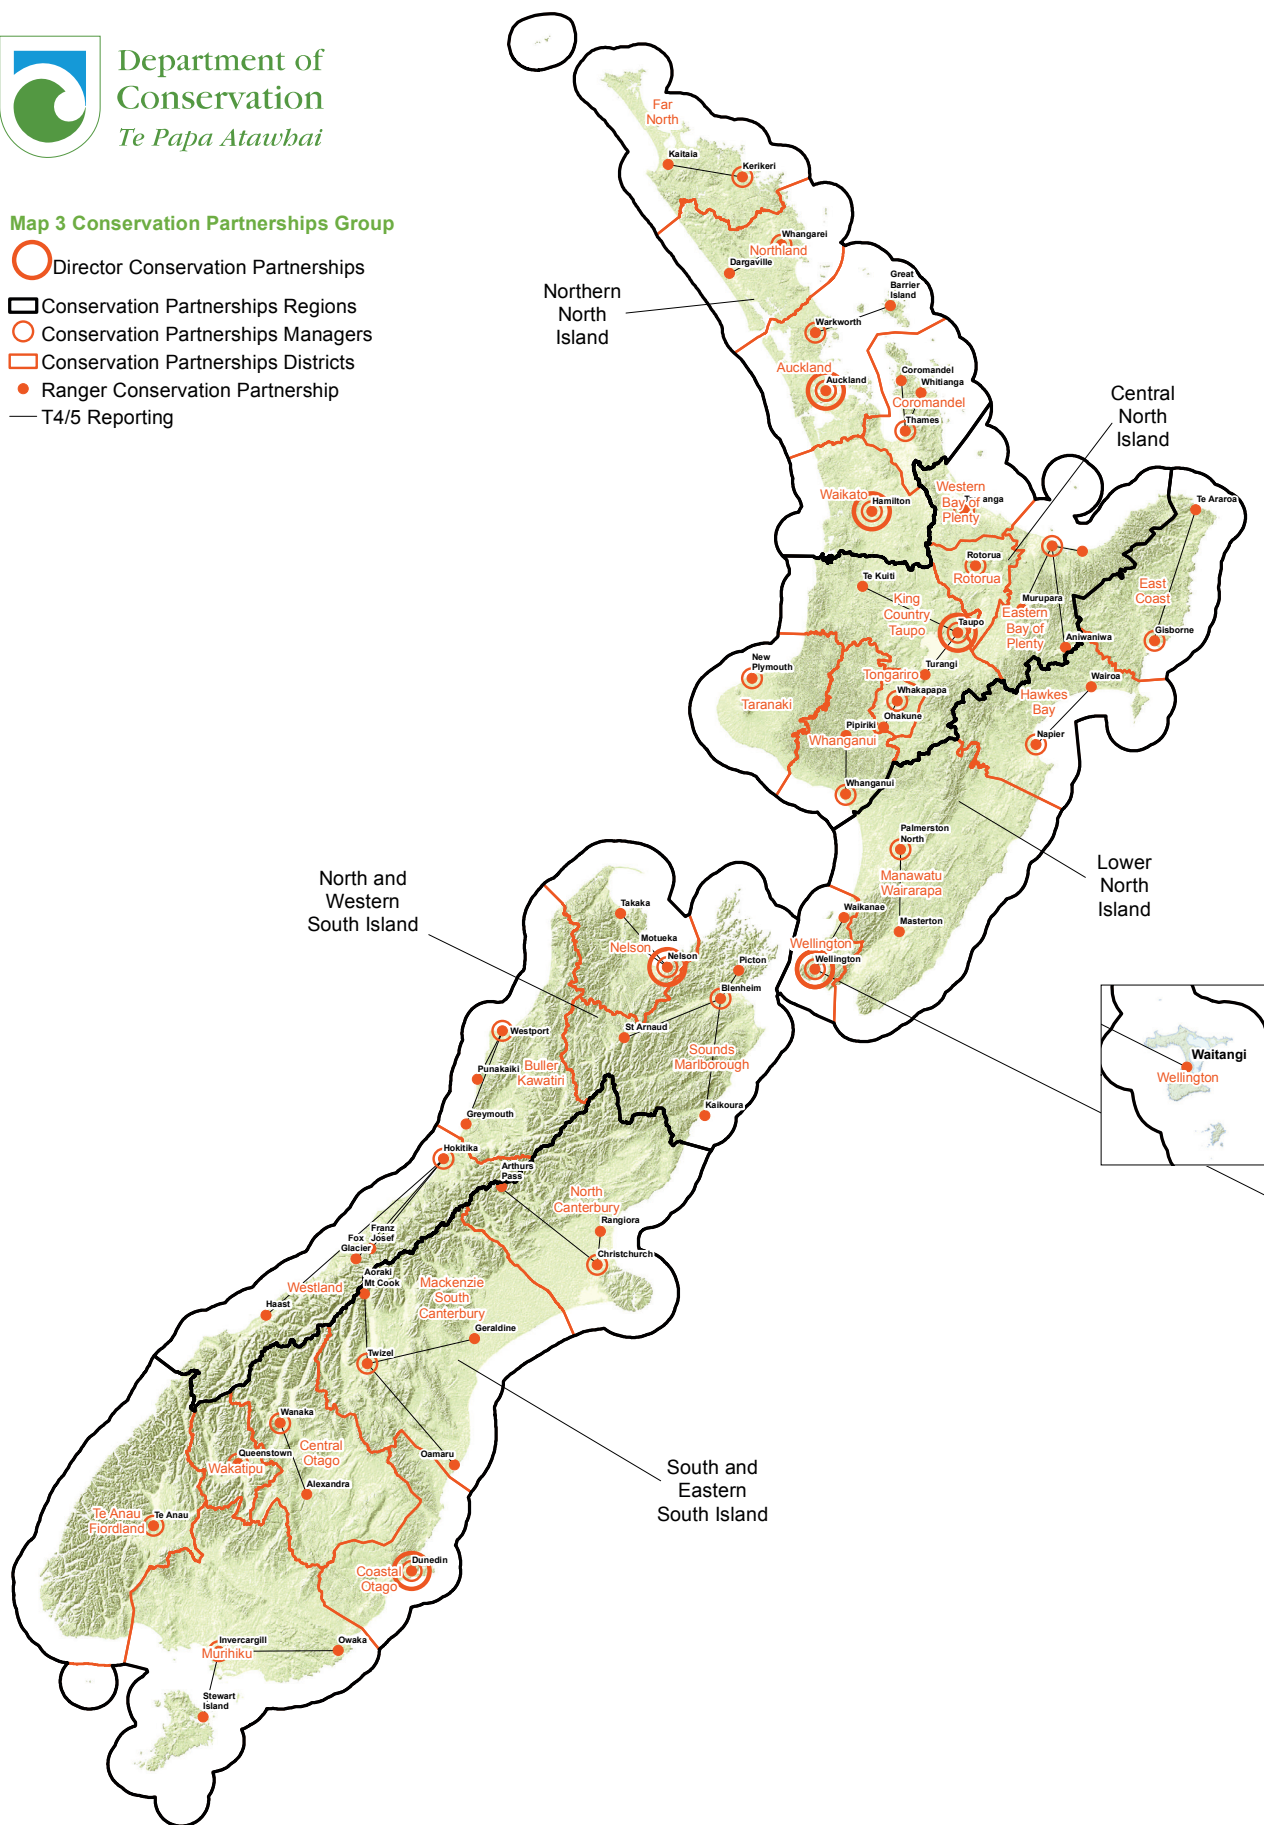 Department of
Conservation
Te Papa Atawhai
Map 3 Conservation Partnerships Group
Director Conservation Partnerships
Conservation Partnerships Regions
Conservation Partnerships Managers
Conservation Partnerships Districts
Ranger Conservation Partnership
T4/5 Reporting
Far
North
Kaitaia
Kerikeri
Whangarei
Northland
Dargaville
Great
Barrier
Island
Northern
North
Island
Warkworth
Auckland
Auckland
Coromandel
Whitianga
Coromandel
Thames
Central
North
Island
Waikato
Hamilton
Western
Bay of
Plenty
Te Araroa
Rotorua
Rotorua
Te Kuiti
King
Country
Taupo
Taupo
Murupara
Eastern
Bay of
Plenty
East
Coast
Gisborne
Aniwaniwa
New
Plymouth
Taranaki
Turangi
Tongariro
Whakapapa
Ohakune
Pipiriki
Whanganui
Whanganui
Wairoa
Hawkes
Bay
Napier
Palmerston
North
Manawatu
Wairarapa
Lower
North
Island
Waikanae
Masterton
Wellington
Wellington
North and
Western
South Island
Takaka
Motueka
Nelson
Nelson
Picton
Blenheim
St Arnaud
Sounds
Marlborough
Westport
Punakaiki
Buller
Kawatiri
Greymouth
Kaikoura
Waitangi
Wellington
Hokitika
Arthurs
Pass
North
Canterbury
Rangiora
Christchurch
Franz
Josef
Fox
Glacier
Aoraki
Mt Cook
Westland
Haast
Mackenzie
South
Canterbury
Geraldine
Twizel
Wanaka
Central
Otago
Queenstown
Wakatipu
Alexandra
Oamaru
South and
Eastern
South Island
Te Anau
Fiordland
Te Anau
Dunedin
Coastal
Otago
Invercargill
Murihiku
Owaka
Stewart
Island